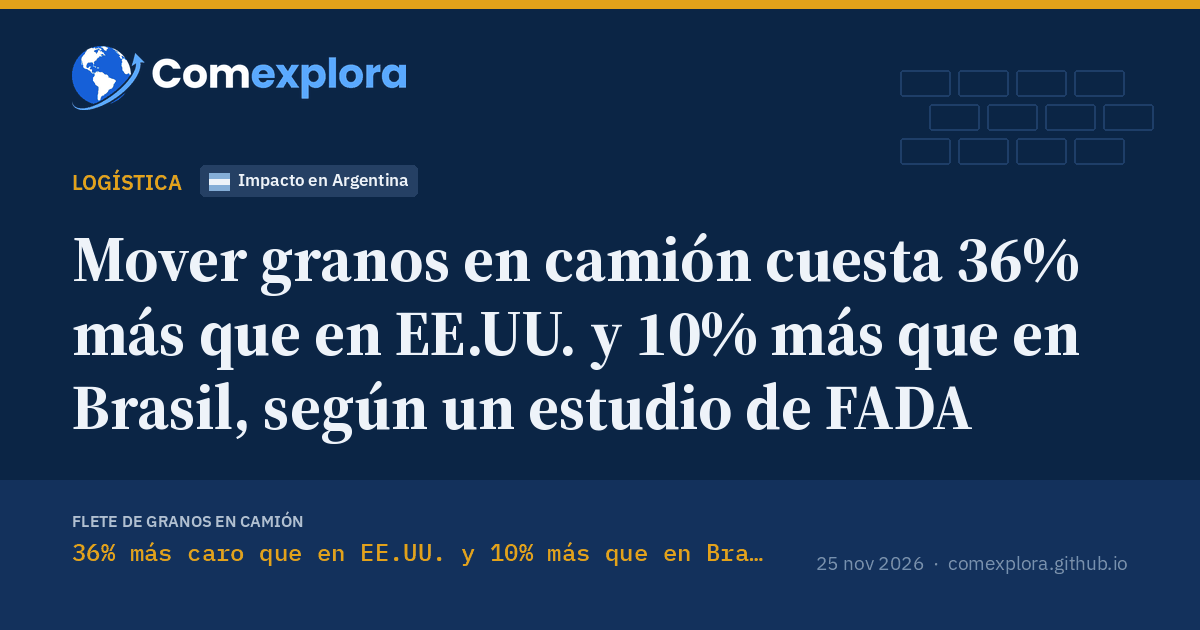 Comexplora
LOGÍSTICA
Impacto en Argentina
Mover granos en camión cuesta 36%
más que en EE.UU. y 10% más que en
Brasil, según un estudio de FADA
FLETE DE GRANOS EN CAMIÓN
36% más caro que en EE.UU. y 10% más que en Bra…
25 nov 2026 · comexplora.github.io